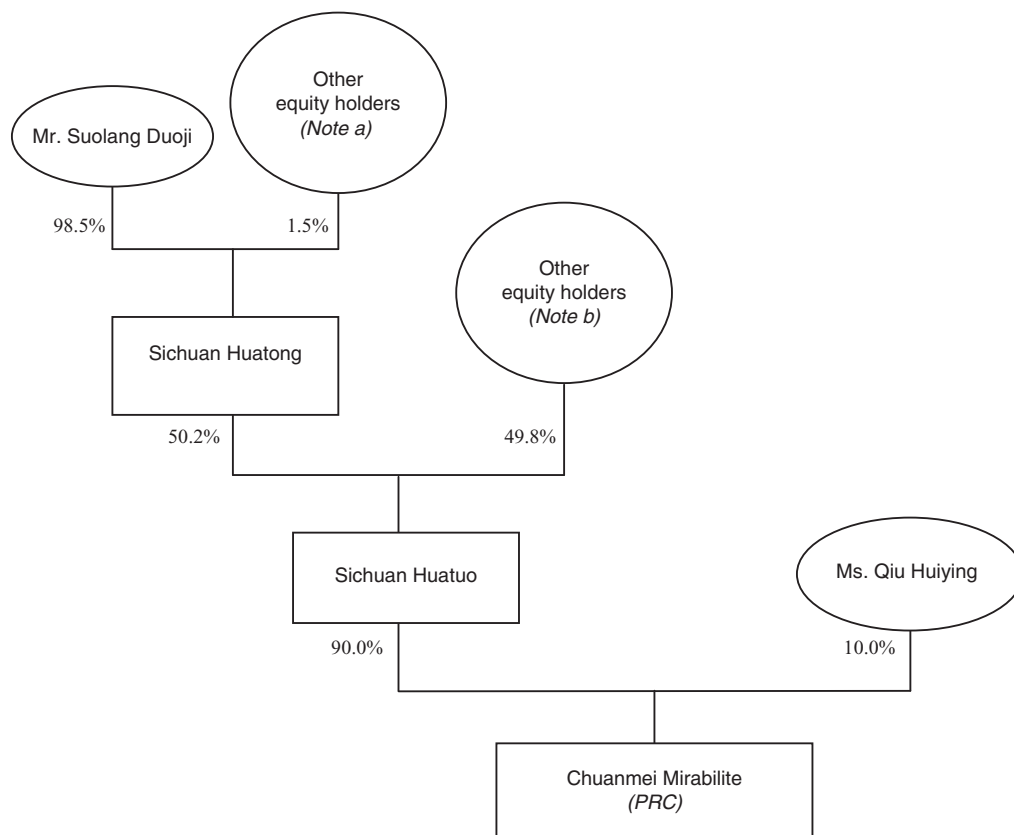 Other
equity holders
(Note a)
Mr. Suolang Duoji
98.5%
1.5%
Other
equity holders
(Note b)
Sichuan Huatong
50.2%
49.8%
Sichuan Huatuo
Ms. Qiu Huiying
90.0%
10.0%
Chuanmei Mirabilite
(PRC)